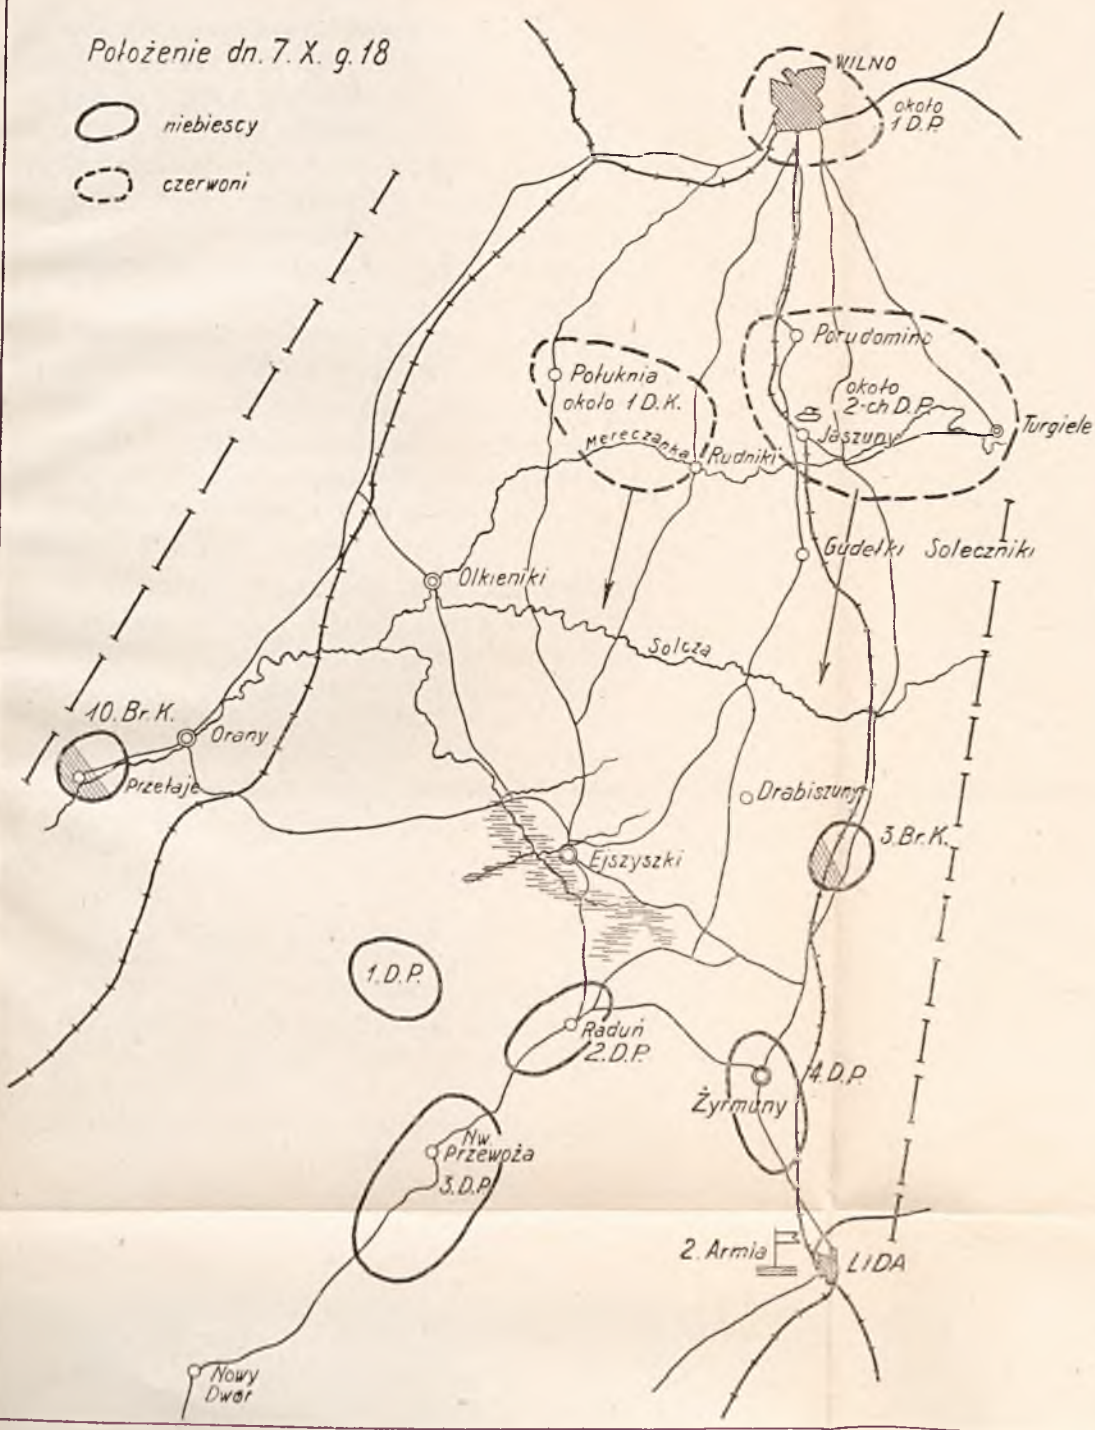 Położenie dn. 7. X. g. 18
niebiescy
czerwoni
WILNO
około
1 D.P.
Porudomino
Połuknia
około 1 D.K.
około
2-ch D.P.
Jaszuny
Turgiele
Mereczanka
Rudniki
Gudełki
Soleczniki
Olkieniki
Solcza
10. Br. K.
Orany
Przełaje
Drabiszuny
3. Br. K.
Ejszyszki
1. D.P.
Raduń
2. D.P.
4. D.P.
Żyrmuny
Nw.
Przewoża
3. D.P.
2. Armia
LIDA
Nowy
Dwór